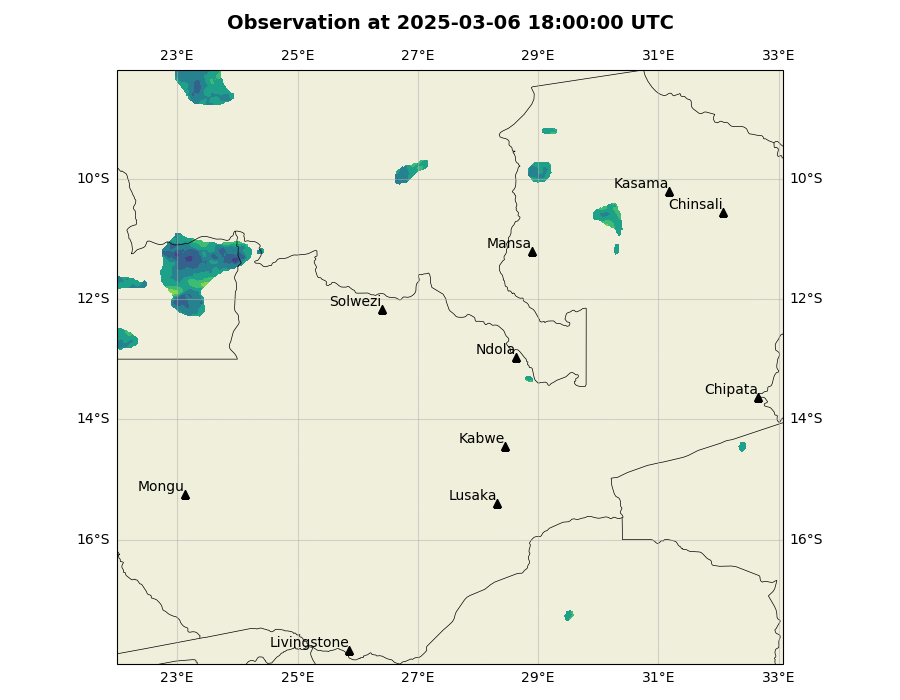 Observation at 2025-03-06 18:00:00 UTC
23°E 25°E 27°E 29°E 31°E 33°E
10°S 10°S
Kasama
Chinsali
Mansa
12°S 12°S
Solwezi
Ndola
Chipata
14°S 14°S
Kabwe
Mongu
Lusaka
16°S 16°S
Livingstone
23°E 25°E 27°E 29°E 31°E 33°E